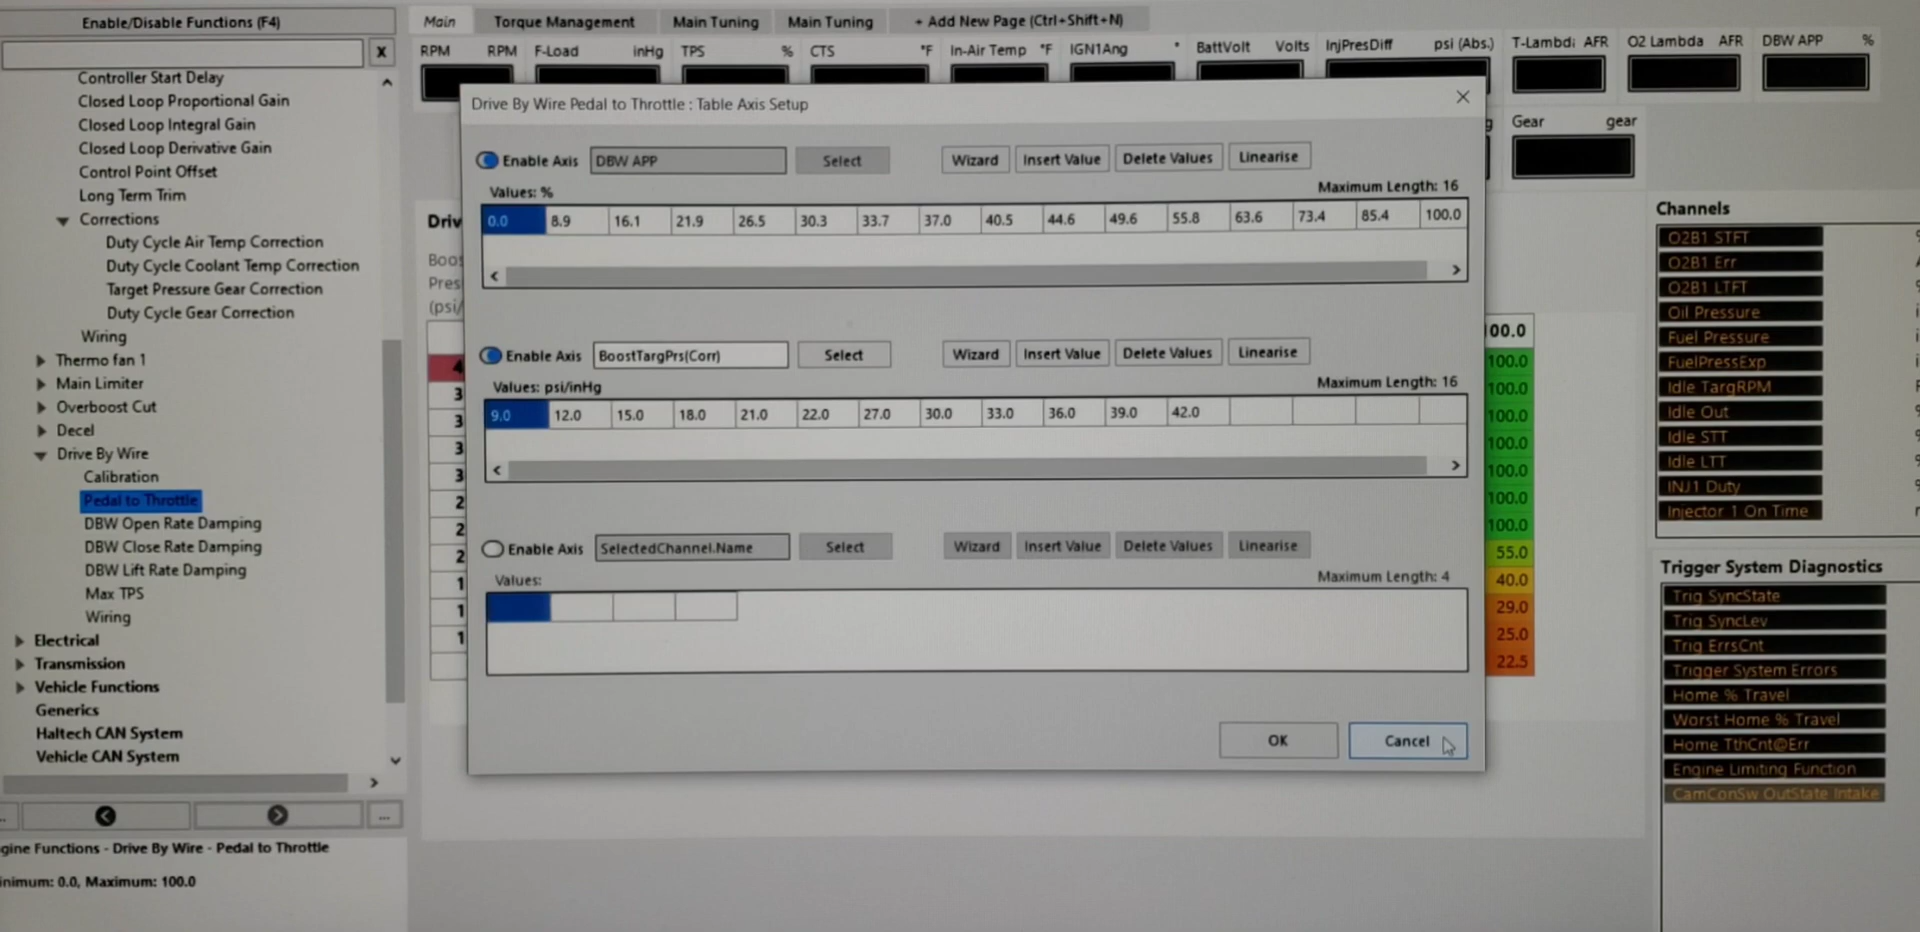 Enable/Disable Functions (F4)
X
Controller Start Delay
Closed Loop Proportional Gain
Closed Loop Integral Gain
Closed Loop Derivative Gain
Control Point Offset
Long Term Trim
Corrections
Duty Cycle Air Temp Correction
Duty Cycle Coolant Temp Correction
Target Pressure Gear Correction
Duty Cycle Gear Correction
Wiring
Thermo fan 1
Main Limiter
Overboost Cut
Decel
Drive By Wire
Calibration
Pedal to Throttle
DBW Open Rate Damping
DBW Close Rate Damping
DBW Lift Rate Damping
Max TPS
Wiring
Electrical
Transmission
Vehicle Functions
Generics
Haltech CAN System
Vehicle CAN System
...
gine Functions - Drive By Wire - Pedal to Throttle
inimum: 0.0, Maximum: 100.0
Main Torque Management Main Tuning Main Tuning + Add New Page (Ctrl+Shift+N)
RPM RPM F-Load inHg TPS % CTS °F In-Air Temp °F IGN1Ang ° BattVolt Volts InjPresDiff psi (Abs.) T-Lambd: AFR O2 Lambda AFR DBW APP %
Gear gear
Driv
Boos
Pres
(psi/
4
3
3
3
3
2
2
2
1
1
1
Drive By Wire Pedal to Throttle : Table Axis Setup
Enable Axis DBW APP Select Wizard Insert Value Delete Values Linearise
Values: % Maximum Length: 16
0.0 8.9 16.1 21.9 26.5 30.3 33.7 37.0 40.5 44.6 49.6 55.8 63.6 73.4 85.4 100.0
Enable Axis BoostTargPrs(Corr) Select Wizard Insert Value Delete Values Linearise
Values: psi/inHg Maximum Length: 16
9.0 12.0 15.0 18.0 21.0 22.0 27.0 30.0 33.0 36.0 39.0 42.0
Enable Axis SelectedChannel.Name Select Wizard Insert Value Delete Values Linearise
Values: Maximum Length: 4
OK Cancel
00.0
100.0
100.0
100.0
100.0
100.0
100.0
100.0
55.0
40.0
29.0
25.0
22.5
Channels
O2B1 STFT
O2B1 Err
O2B1 LTFT
Oil Pressure
Fuel Pressure
FuelPressExp
Idle TargRPM
Idle Out
Idle STT
Idle LTT
INJ1 Duty
Injector 1 On Time
Trigger System Diagnostics
Trig SyncState
Trig SyncLev
Trig ErrsCnt
Trigger System Errors
Home % Travel
Worst Home % Travel
Home TthCnt@Err
Engine Limiting Function
CamConSw OutState Intake